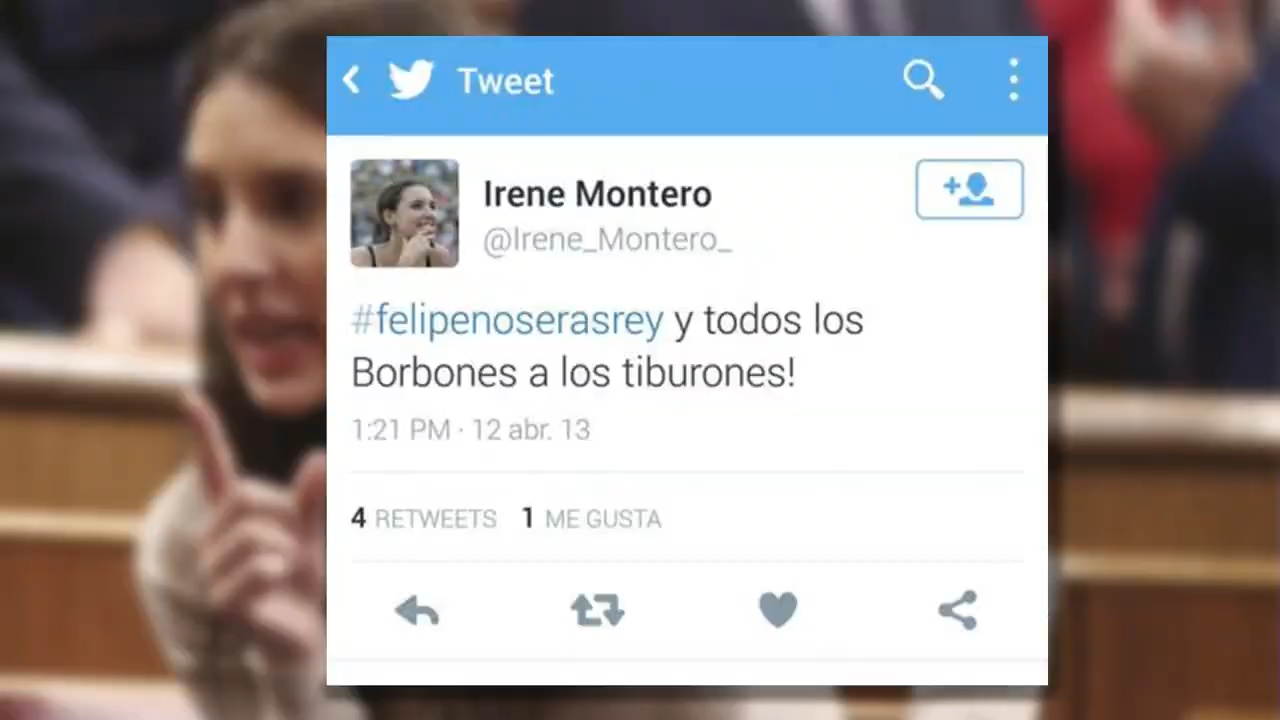 Tweet
Irene Montero
@Irene_Montero_
#felipenoserasrey y todos los
Borbones a los tiburones!
1:21 PM · 12 abr. 13
4 RETWEETS 1 ME GUSTA